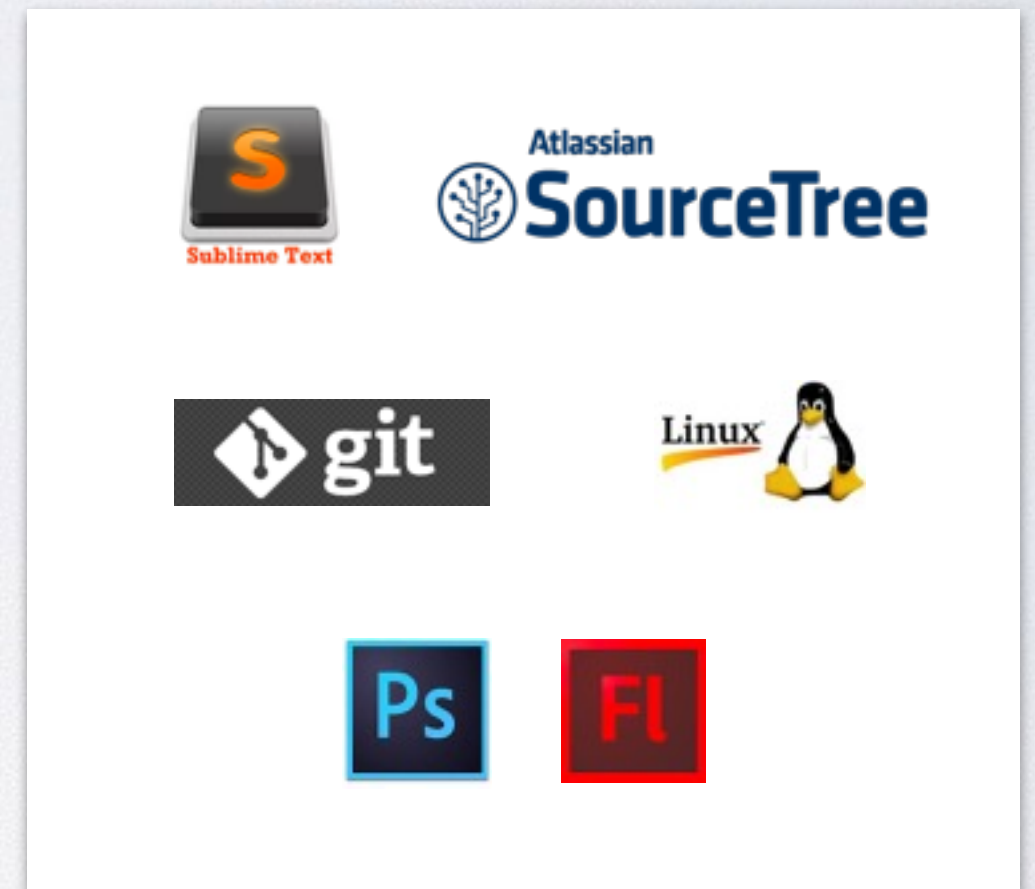 S
Sublime Text
Atlassian
SourceTree
git
Linux
Ps
Fl